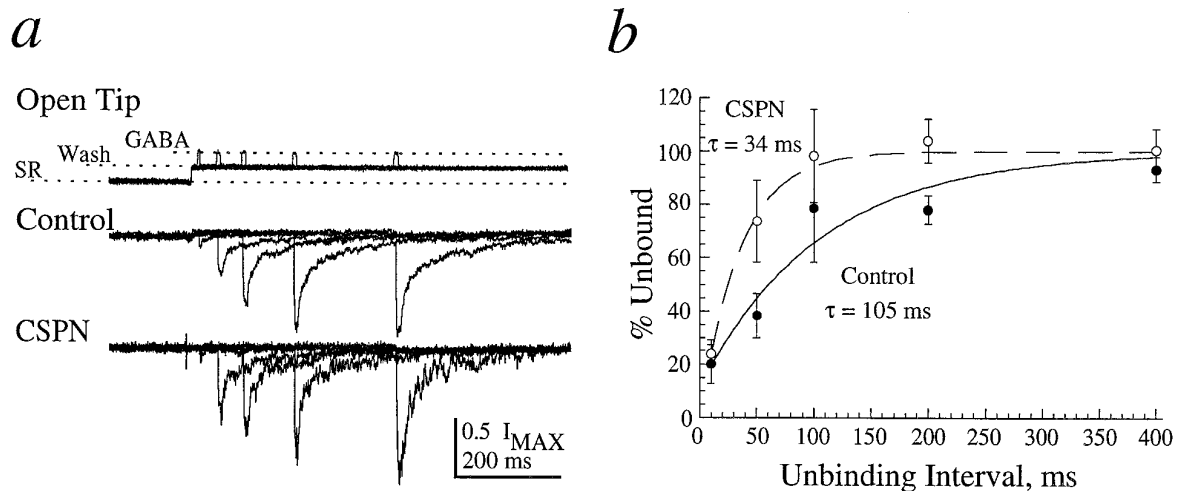 a
Open Tip
GABA
Wash
SR
Control
CSPN
0.5 I_MAX
200 ms
b
% Unbound
120
100
80
60
40
20
0
CSPN
τ = 34 ms
Control
τ = 105 ms
0 50 100 150 200 250 300 350 400
Unbinding Interval, ms